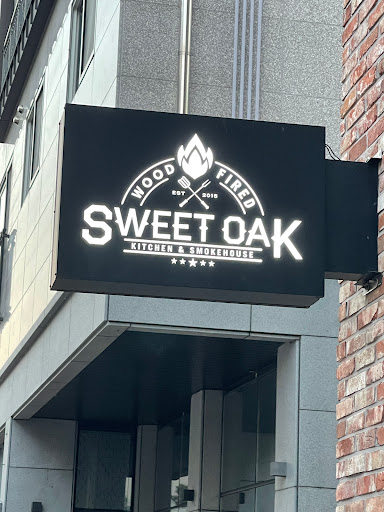 WOOD FIRED
EST 2015
SWEET OAK
KITCHEN & SMOKEHOUSE